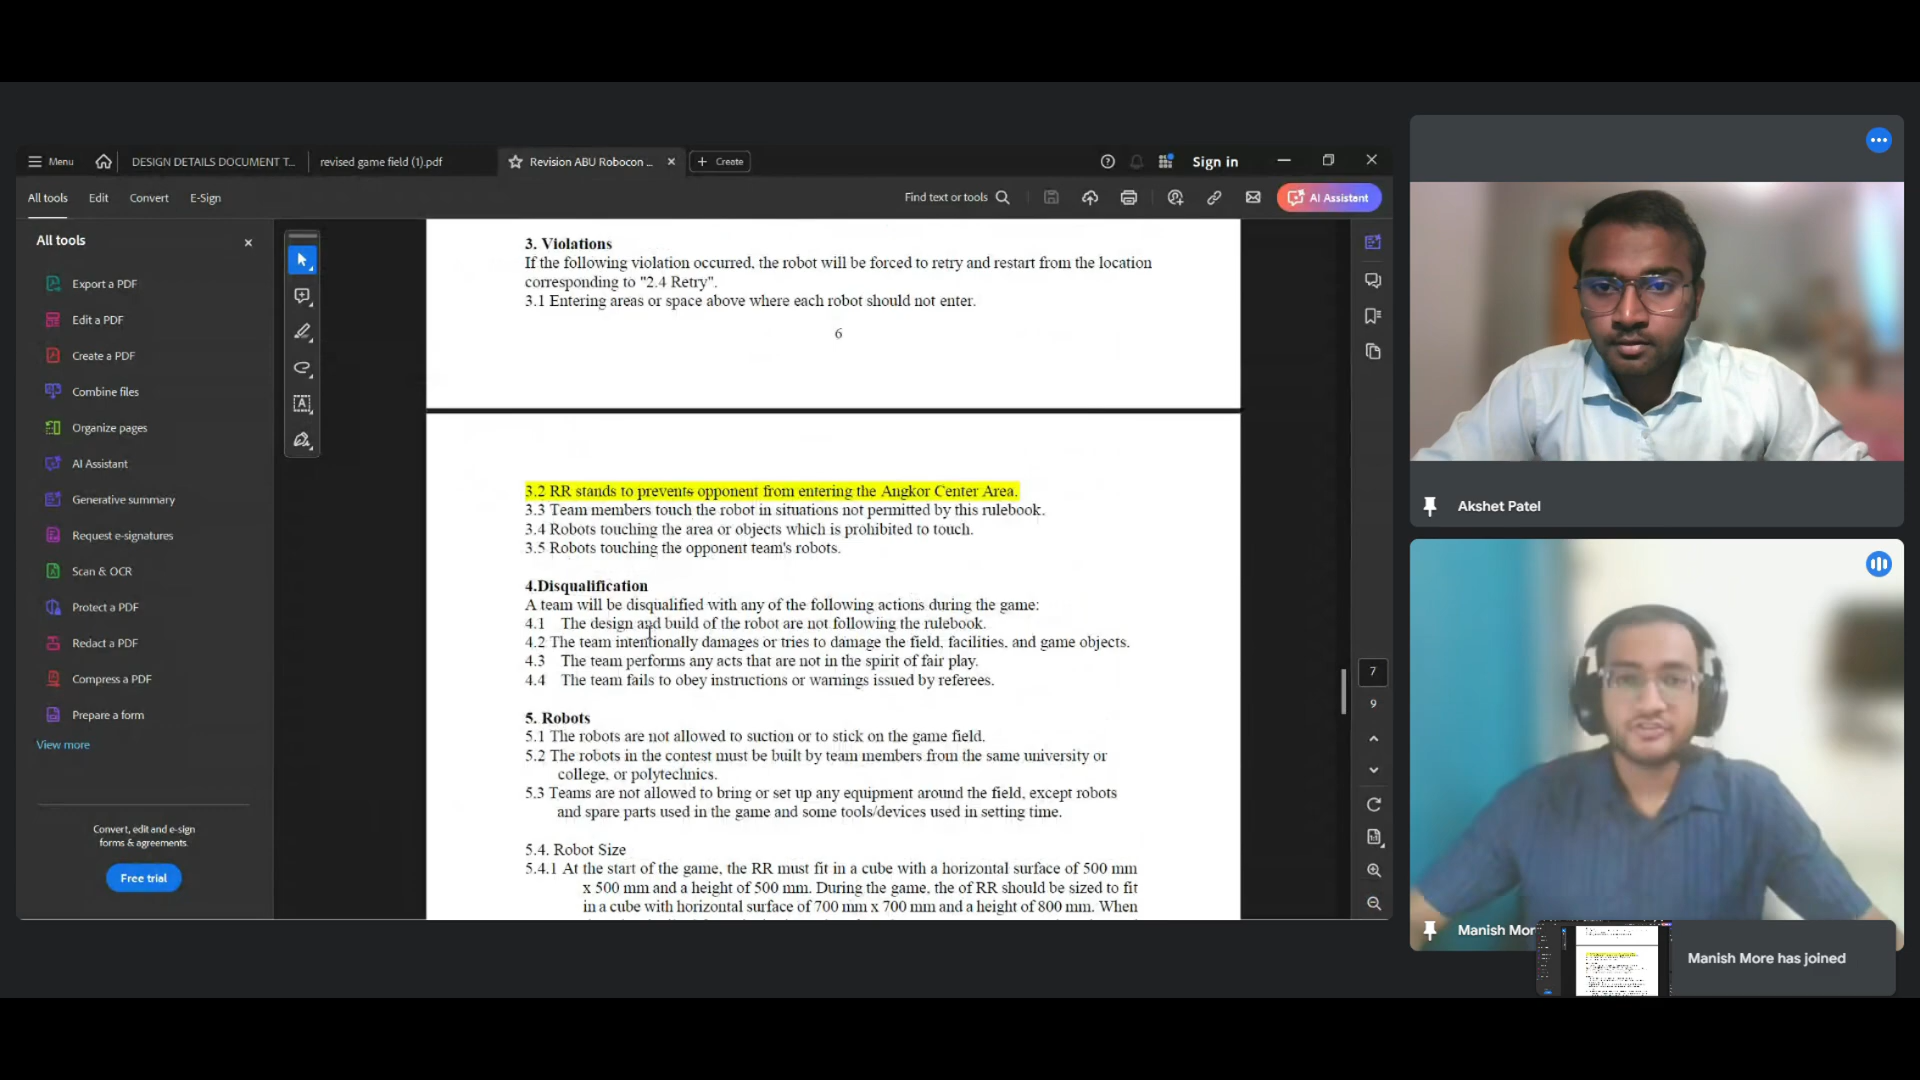 Menu
DESIGN DETAILS DOCUMENT T...
revised game field (1).pdf
Revision ABU Robocon ...
Create
Sign in
All tools
Edit
Convert
E-Sign
Find text or tools
AI Assistant
All tools
Export a PDF
Edit a PDF
Create a PDF
Combine files
Organize pages
AI Assistant
Generative summary
Request e-signatures
Scan & OCR
Protect a PDF
Redact a PDF
Compress a PDF
Prepare a form
View more
Convert, edit and e-sign
forms & agreements.
Free trial
3. Violations
If the following violation occurred, the robot will be forced to retry and restart from the location
corresponding to "2.4 Retry".
3.1 Entering areas or space above where each robot should not enter.
6
3.2 RR stands to prevents opponent from entering the Angkor Center Area.
3.3 Team members touch the robot in situations not permitted by this rulebook.
3.4 Robots touching the area or objects which is prohibited to touch.
3.5 Robots touching the opponent team's robots.
4.Disqualification
A team will be disqualified with any of the following actions during the game:
4.1 The design and build of the robot are not following the rulebook.
4.2 The team intentionally damages or tries to damage the field, facilities, and game objects.
4.3 The team performs any acts that are not in the spirit of fair play.
4.4 The team fails to obey instructions or warnings issued by referees.
5. Robots
5.1 The robots are not allowed to suction or to stick on the game field.
5.2 The robots in the contest must be built by team members from the same university or
college, or polytechnics.
5.3 Teams are not allowed to bring or set up any equipment around the field, except robots
and spare parts used in the game and some tools/devices used in setting time.
5.4. Robot Size
5.4.1 At the start of the game, the RR must fit in a cube with a horizontal surface of 500 mm
x 500 mm and a height of 500 mm. During the game, the of RR should be sized to fit
in a cube with horizontal surface of 700 mm x 700 mm and a height of 800 mm. When
7
9
Akshet Patel
Manish Mor
Manish More has joined